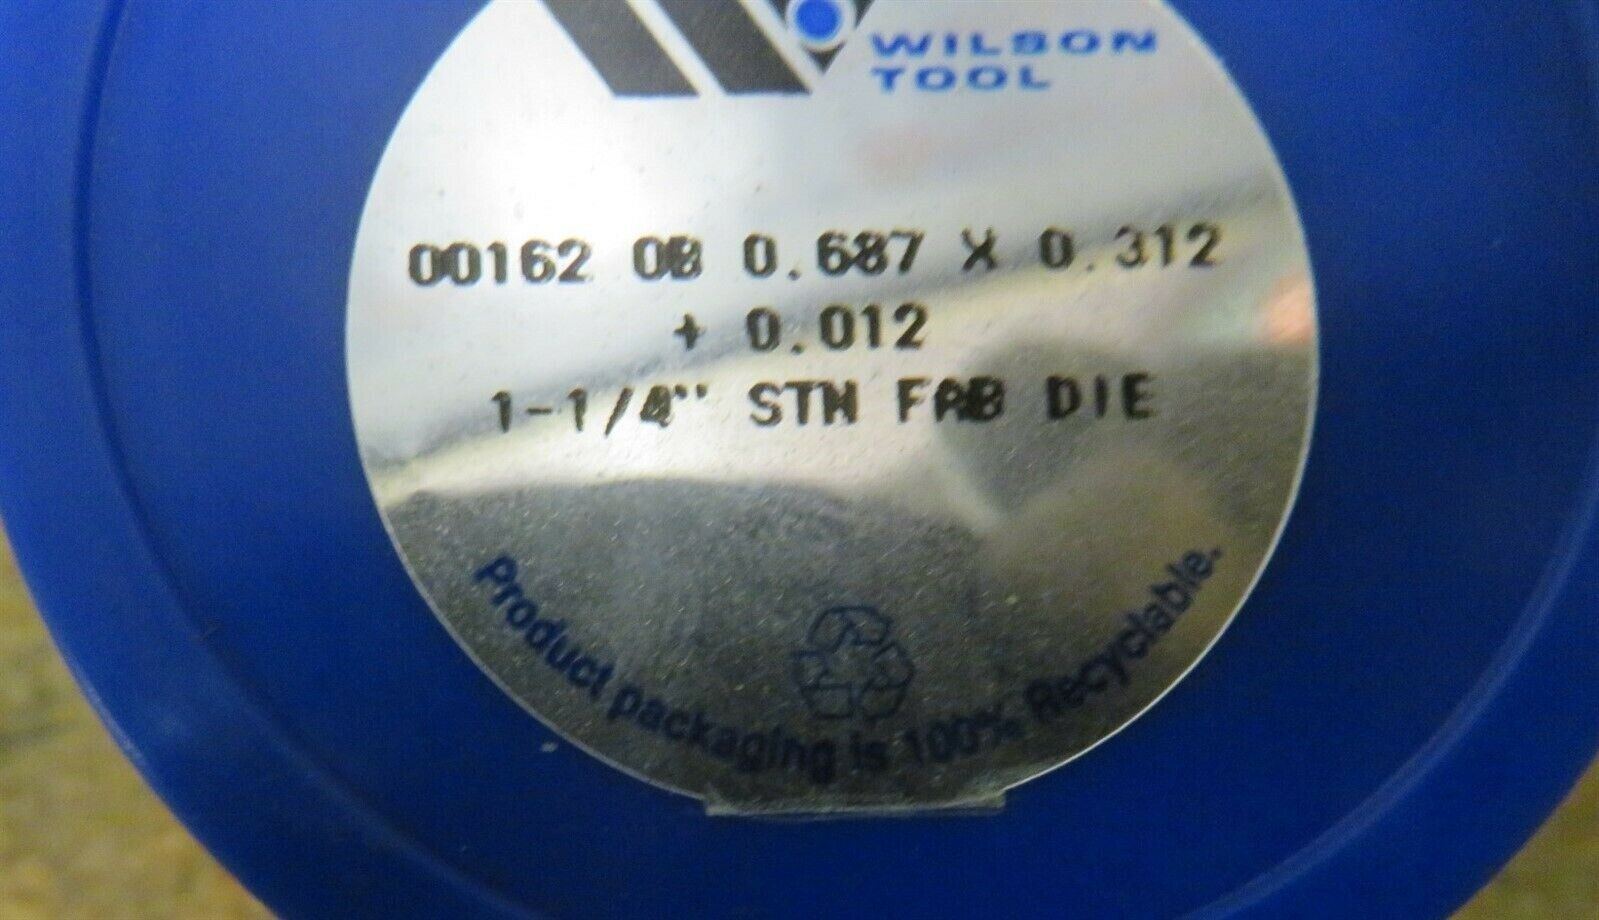 WILSON
TOOL
00162 OB 0.687 X 0.312
+ 0.012
1-1/4" STN FAB DIE
Product packaging is 100% Recyclable.